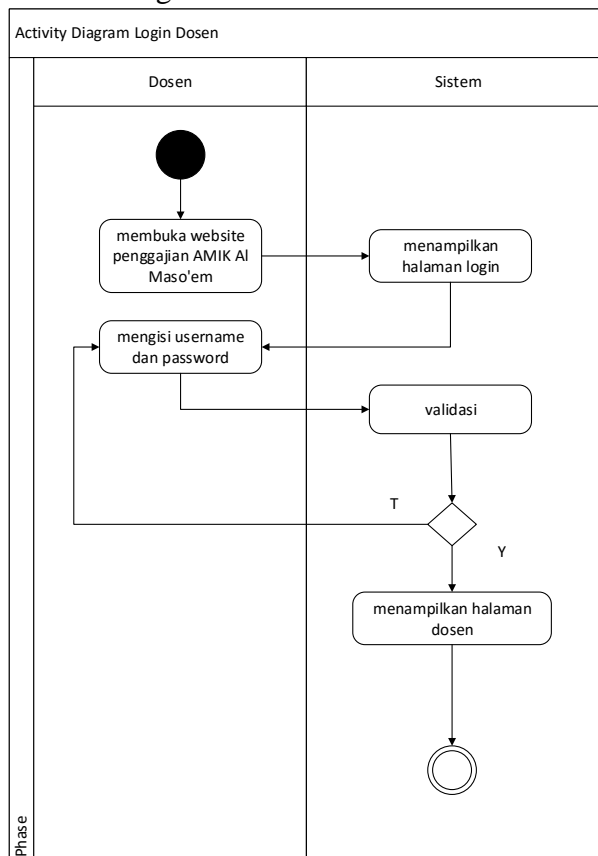 Activity Diagram Login Dosen
Dosen
Sistem
membuka website
penggajian AMIK Al
Maso'em
menampilkan
halaman login
mengisi username
dan password
validasi
T
Y
menampilkan halaman
dosen
Phase